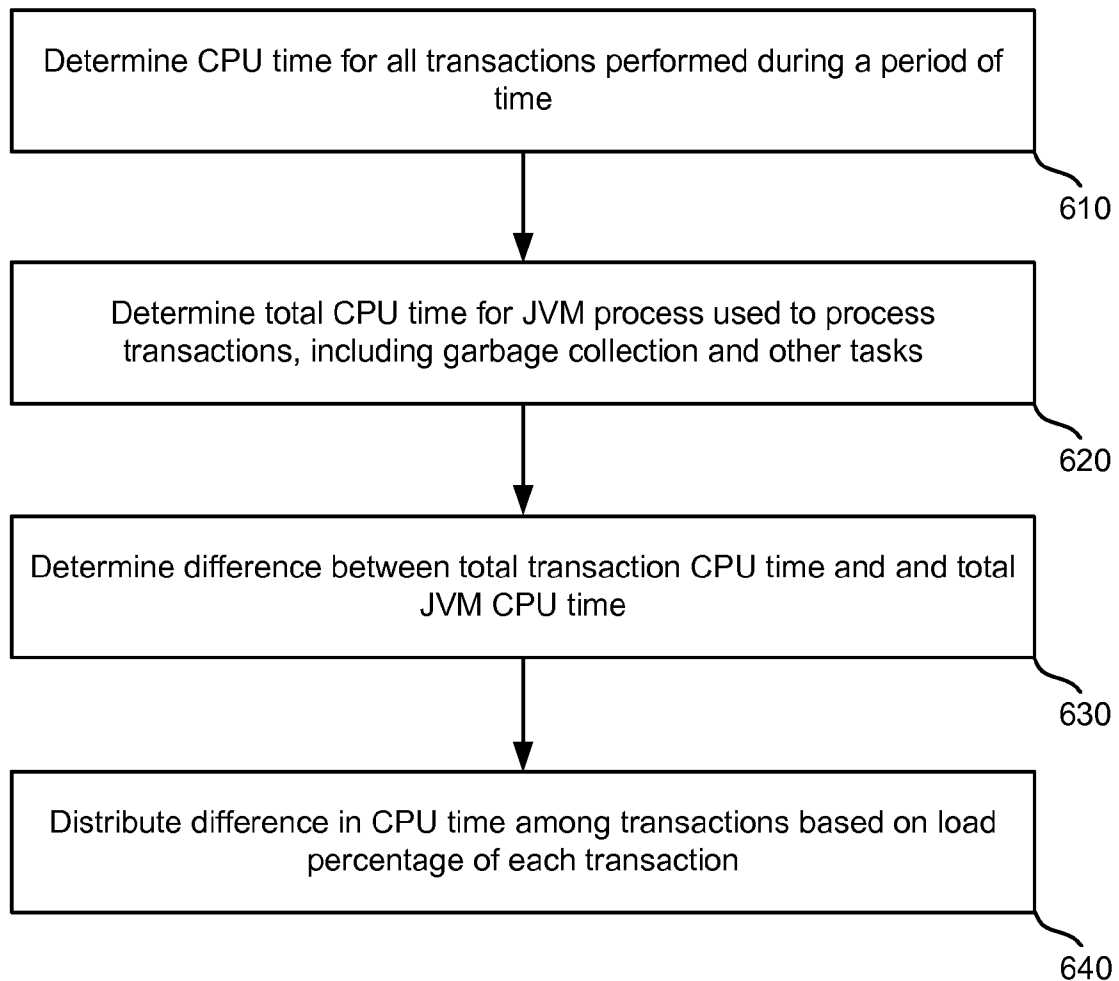 Determine CPU time for all transactions performed during a period of
time
610
Determine total CPU time for JVM process used to process
transactions, including garbage collection and other tasks
620
Determine difference between total transaction CPU time and and total
JVM CPU time
630
Distribute difference in CPU time among transactions based on load
percentage of each transaction
640